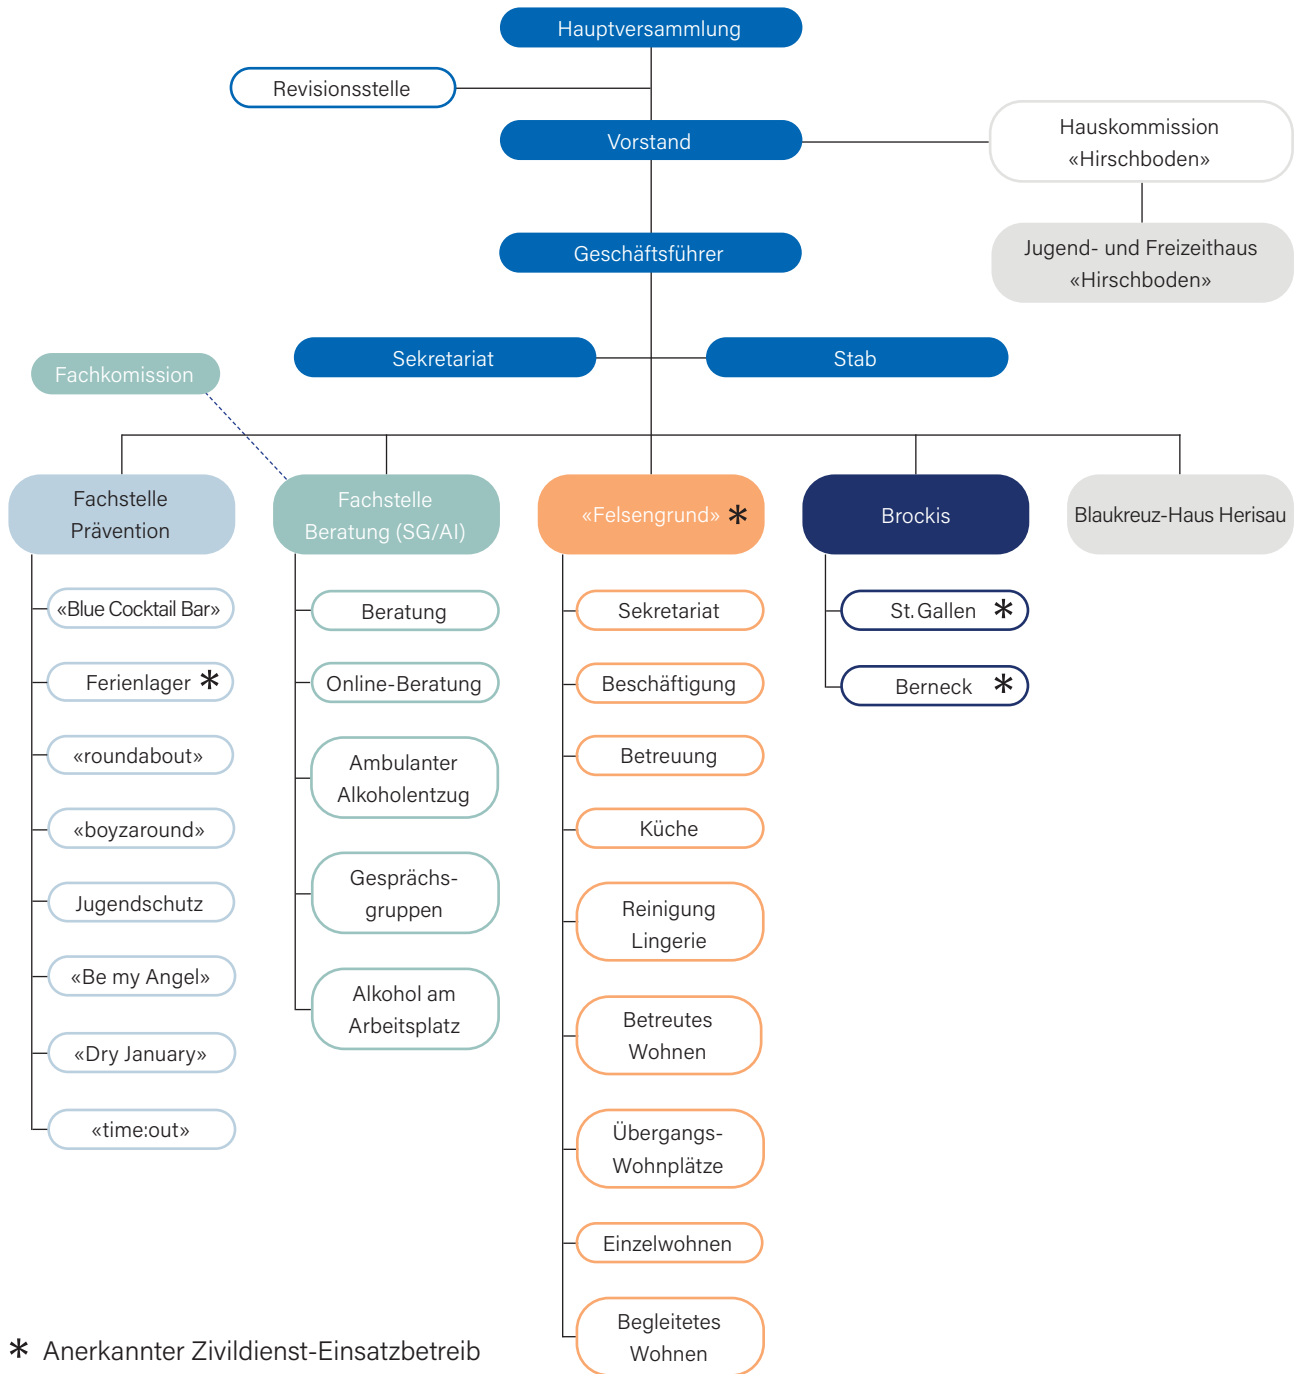 Hauptversammlung
Revisionsstelle
Vorstand
Hauskommission
«Hirschboden»
Geschäftsführer
Jugend- und Freizeithaus
«Hirschboden»
Sekretariat
Stab
Fachkomission
Fachstelle
Prävention
«Blue Cocktail Bar»
Ferienlager *
«roundabout»
«boyzaround»
Jugendschutz
«Be my Angel»
«Dry January»
«time:out»
Fachstelle
Beratung (SG/AI)
Beratung
Online-Beratung
Ambulanter
Alkoholentzug
Gesprächs-
gruppen
Alkohol am
Arbeitsplatz
«Felsengrund» *
Sekretariat
Beschäftigung
Betreuung
Küche
Reinigung
Lingerie
Betreutes
Wohnen
Übergangs-
Wohnplätze
Einzelwohnen
Begleitetes
Wohnen
Brockis
St. Gallen *
Berneck *
Blaukreuz-Haus Herisau
* Anerkannter Zivildienst-Einsatzbetreib